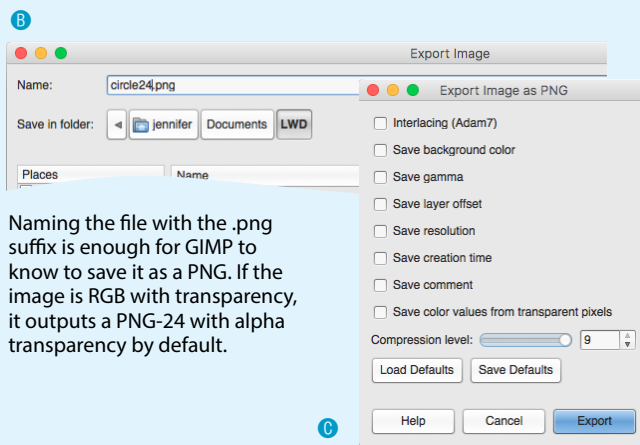 B
Export Image
Name: circle24.png
Save in folder: jennifer Documents LWD
Places Name
Export Image as PNG
Interlacing (Adam7)
Save background color
Save gamma
Save layer offset
Save resolution
Save creation time
Save comment
Save color values from transparent pixels
Compression level: 9
Load Defaults Save Defaults
Help Cancel Export
Naming the file with the .png
suffix is enough for GIMP to
know to save it as a PNG. If the
image is RGB with transparency,
it outputs a PNG-24 with alpha
transparency by default.
C